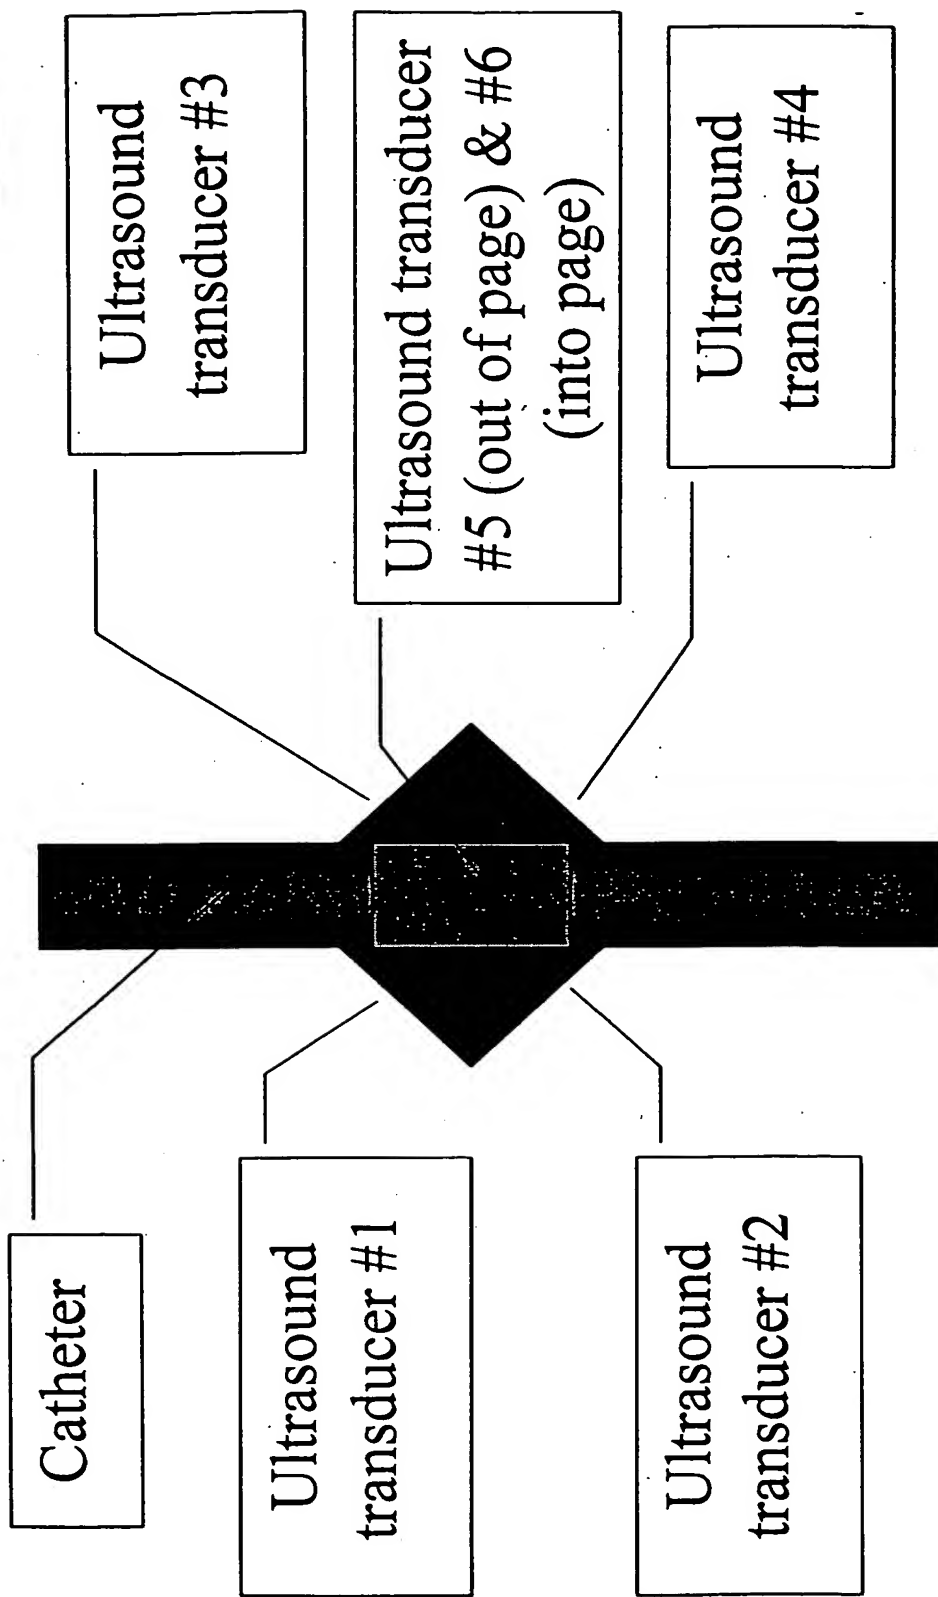 Catheter
Ultrasound
transducer #1
Ultrasound
transducer #2
Ultrasound
transducer #3
Ultrasound transducer
#5 (out of page) & #6
(into page)
Ultrasound
transducer #4